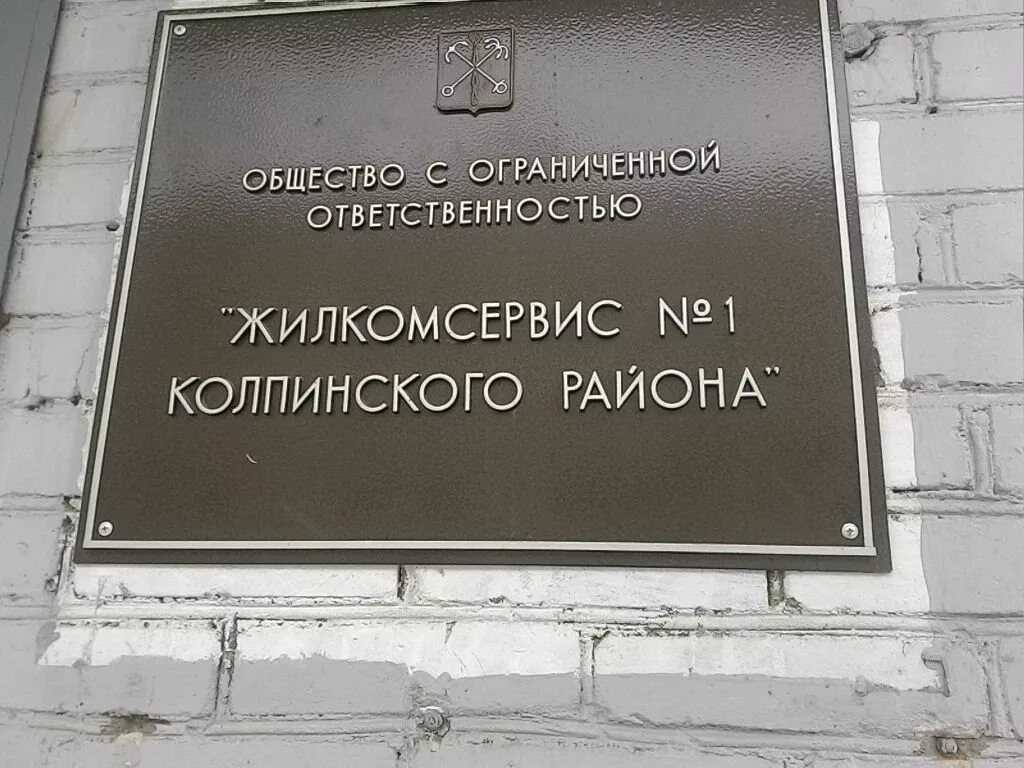 ОБЩЕСТВО С ОГРАНИЧЕННОЙ
ОТВЕТСТВЕННОСТЬЮ
"ЖИЛКОМСЕРВИС №1
КОЛПИНСКОГО РАЙОНА"